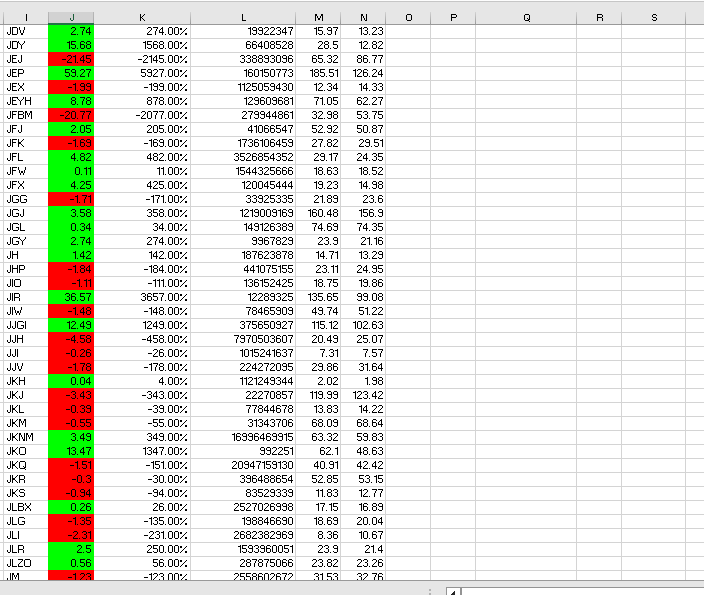 I J K L M N O P Q R S
JDV 2.74 274.00% 19922347 15.97 13.23
JDY 15.68 1568.00% 66408528 28.5 12.82
JEJ -21.45 -2145.00% 338893096 65.32 86.77
JEP 59.27 5927.00% 160150773 185.51 126.24
JEX -1.99 -199.00% 1125059430 12.34 14.33
JEYH 8.78 878.00% 129609681 71.05 62.27
JFBM -20.77 -2077.00% 279944861 32.98 53.75
JFJ 2.05 205.00% 41066547 52.92 50.87
JFK -1.69 -169.00% 1736106459 27.82 29.51
JFL 4.82 482.00% 3526854352 29.17 24.35
JFW 0.11 11.00% 1544325666 18.63 18.52
JFX 4.25 425.00% 120045444 19.23 14.98
JGG -1.71 -171.00% 33925335 21.89 23.6
JGJ 3.58 358.00% 1219009169 160.48 156.9
JGL 0.34 34.00% 149126389 74.69 74.35
JGY 2.74 274.00% 9967829 23.9 21.16
JH 1.42 142.00% 187623878 14.71 13.29
JHP -1.84 -184.00% 441075155 23.11 24.95
JIO -1.11 -111.00% 136152425 18.75 19.86
JIR 36.57 3657.00% 12289325 135.65 99.08
JIW -1.48 -148.00% 78465909 49.74 51.22
JJGI 12.49 1249.00% 375650927 115.12 102.63
JJH -4.58 -458.00% 7970503607 20.49 25.07
JJI -0.26 -26.00% 1015241637 7.31 7.57
JJV -1.78 -178.00% 224272095 29.86 31.64
JKH 0.04 4.00% 1121249344 2.02 1.98
JKJ -3.43 -343.00% 22270857 119.99 123.42
JKL -0.39 -39.00% 77844678 13.83 14.22
JKM -0.55 -55.00% 31343706 68.09 68.64
JKNM 3.49 349.00% 16996469915 63.32 59.83
JKO 13.47 1347.00% 992251 62.1 48.63
JKQ -1.51 -151.00% 20947159130 40.91 42.42
JKR -0.3 -30.00% 396488654 52.85 53.15
JKS -0.94 -94.00% 83529339 11.83 12.77
JLBX 0.26 26.00% 2527026998 17.15 16.89
JLG -1.35 -135.00% 198846690 18.69 20.04
JLI -2.31 -231.00% 2682382969 8.36 10.67
JLR 2.5 250.00% 1593960051 23.9 21.4
JLZO 0.56 56.00% 287875066 23.82 23.26
JM -1.23 -123.00% 2558602672 31.53 32.76